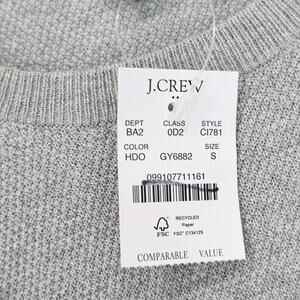 J.CREW
DEPT CLASS STYLE
BA2 0D2 CI781
COLOR SIZE
HDO GY6882 S
099107711161
RECYCLED
Paper
FSC FSC® C134125
COMPARABLE VALUE